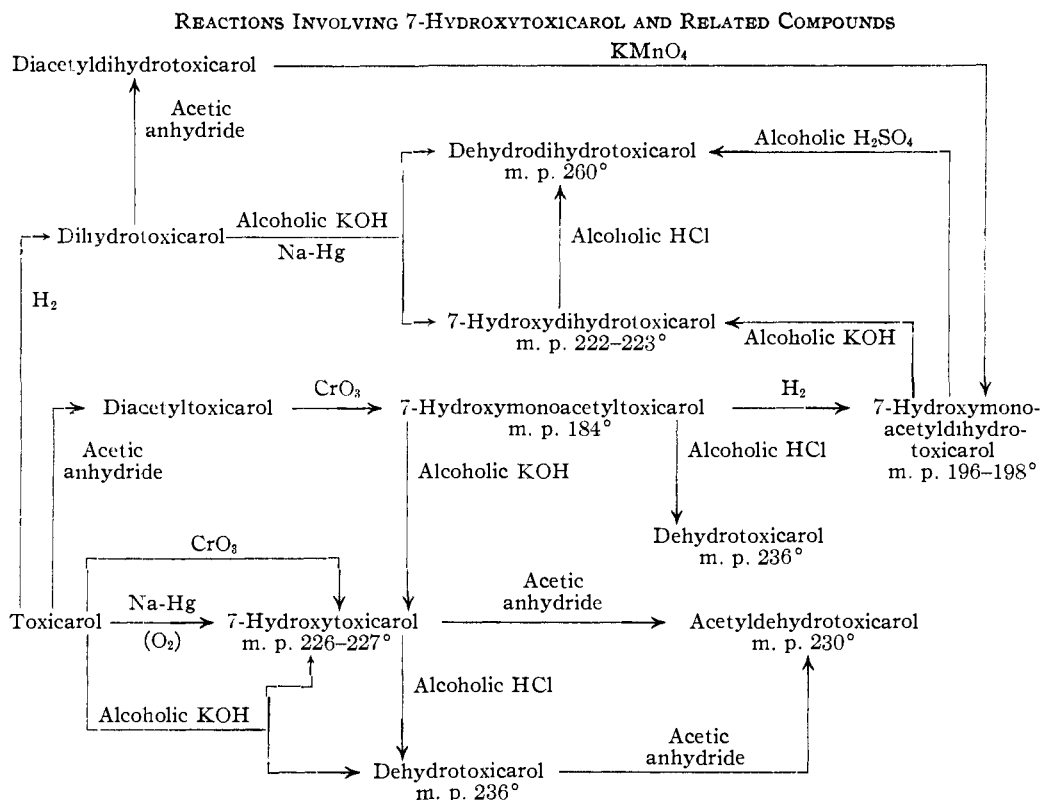 REACTIONS INVOLVING 7-HYDROXYTOXICAROL AND RELATED COMPOUNDS
KMnO₄
Diacetyldihydrotoxicarol
Acetic
anhydride
Alcoholic H₂SO₄
Dehydrodihydrotoxicarol
m. p. 260°
Alcoholic KOH
Dihydrotoxicarol
Na-Hg
Alcoholic HCl
H₂
7-Hydroxydihydrotoxicarol
m. p. 222–223°
Alcoholic KOH
Diacetyltoxicarol
CrO₃
7-Hydroxymonoacetyltoxicarol
m. p. 184°
H₂
7-Hydroxymono-
acetyldihydro-
toxicarol
m. p. 196–198°
Acetic
anhydride
Alcoholic KOH
Alcoholic HCl
Dehydrotoxicarol
m. p. 236°
CrO₃
Toxicarol
Na-Hg
(O₂)
7-Hydroxytoxicarol
m. p. 226–227°
Acetic
anhydride
Acetyldehydrotoxicarol
m. p. 230°
Alcoholic HCl
Alcoholic KOH
Dehydrotoxicarol
m. p. 236°
Acetic
anhydride